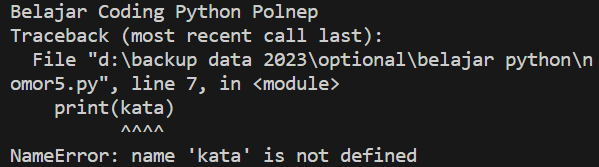 Belajar Coding Python Polnep
Traceback (most recent call last):
  File "d:\backup data 2023\optional\belajar python\n
omor5.py", line 7, in <module>
    print(kata)
          ^^^^
NameError: name 'kata' is not defined